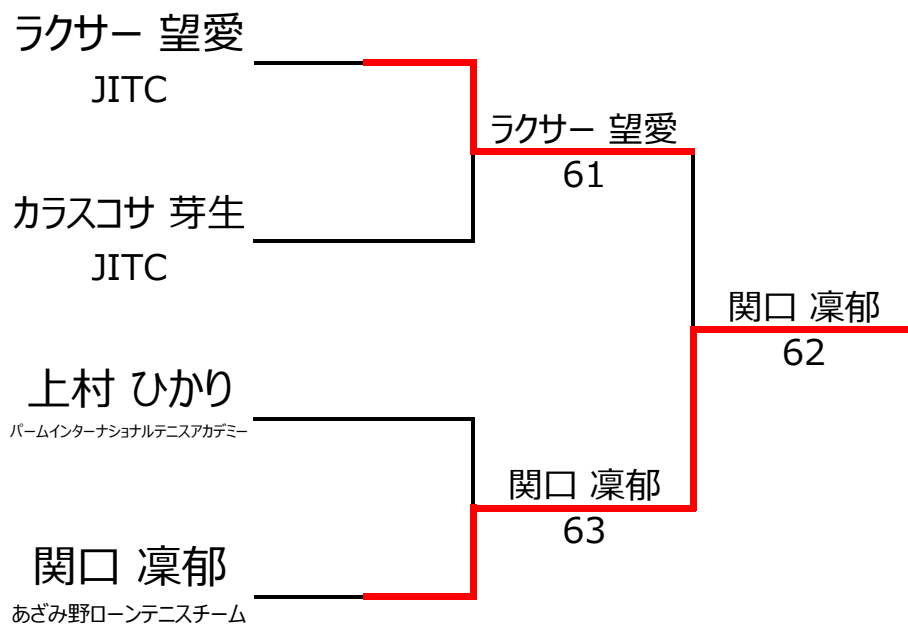 ラクサー 望愛
JITC
ラクサー 望愛
61
カラスコサ 芽生
JITC
関口 凜郁
62
上村 ひかり
パームインターナショナルテニスアカデミー
関口 凜郁
63
関口 凜郁
あざみ野ローンテニスチーム